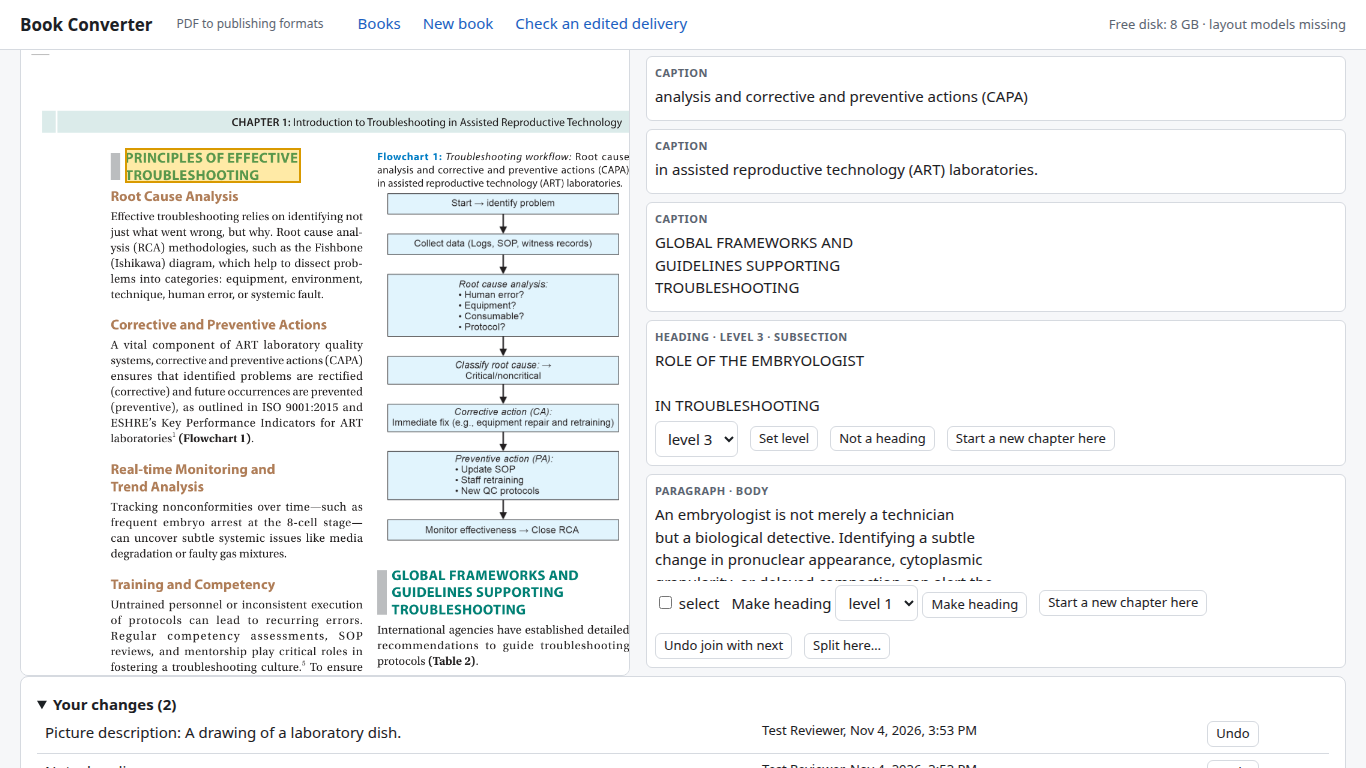 Book Converter
PDF to publishing formats
Books
New book
Check an edited delivery
Free disk: 8 GB · layout models missing
CHAPTER 1: Introduction to Troubleshooting in Assisted Reproductive Technology
PRINCIPLES OF EFFECTIVE
TROUBLESHOOTING
Root Cause Analysis
Effective troubleshooting relies on identifying not
just what went wrong, but why. Root cause anal-
ysis (RCA) methodologies, such as the Fishbone
(Ishikawa) diagram, which help to dissect prob-
lems into categories: equipment, environment,
technique, human error, or systemic fault.
Corrective and Preventive Actions
A vital component of ART laboratory quality
systems, corrective and preventive actions (CAPA)
ensures that identified problems are rectified
(corrective) and future occurrences are prevented
(preventive), as outlined in ISO 9001:2015 and
ESHRE's Key Performance Indicators for ART
laboratories1 (Flowchart 1).
Real-time Monitoring and
Trend Analysis
Tracking nonconformities over time—such as
frequent embryo arrest at the 8-cell stage—
can uncover subtle systemic issues like media
degradation or faulty gas mixtures.
Training and Competency
Untrained personnel or inconsistent execution
of protocols can lead to recurring errors.
Regular competency assessments, SOP
reviews, and mentorship play critical roles in
fostering a troubleshooting culture.5 To ensure
Flowchart 1: Troubleshooting workflow: Root cause
analysis and corrective and preventive actions (CAPA)
in assisted reproductive technology (ART) laboratories.
Start → identify problem
Collect data (Logs, SOP, witness records)
Root cause analysis:
• Human error?
• Equipment?
• Consumable?
• Protocol?
Classify root cause: →
Critical/noncritical
Corrective action (CA):
Immediate fix (e.g., equipment repair and retraining)
Preventive action (PA):
• Update SOP
• Staff retraining
• New QC protocols
Monitor effectiveness → Close RCA
GLOBAL FRAMEWORKS AND
GUIDELINES SUPPORTING
TROUBLESHOOTING
International agencies have established detailed
recommendations to guide troubleshooting
protocols (Table 2).
CAPTION
analysis and corrective and preventive actions (CAPA)
CAPTION
in assisted reproductive technology (ART) laboratories.
CAPTION
GLOBAL FRAMEWORKS AND
GUIDELINES SUPPORTING
TROUBLESHOOTING
HEADING · LEVEL 3 · SUBSECTION
ROLE OF THE EMBRYOLOGIST
IN TROUBLESHOOTING
level 3
Set level
Not a heading
Start a new chapter here
PARAGRAPH · BODY
An embryologist is not merely a technician
but a biological detective. Identifying a subtle
change in pronuclear appearance, cytoplasmic
select
Make heading
level 1
Make heading
Start a new chapter here
Undo join with next
Split here...
▼ Your changes (2)
Picture description: A drawing of a laboratory dish.
Test Reviewer, Nov 4, 2026, 3:53 PM
Undo